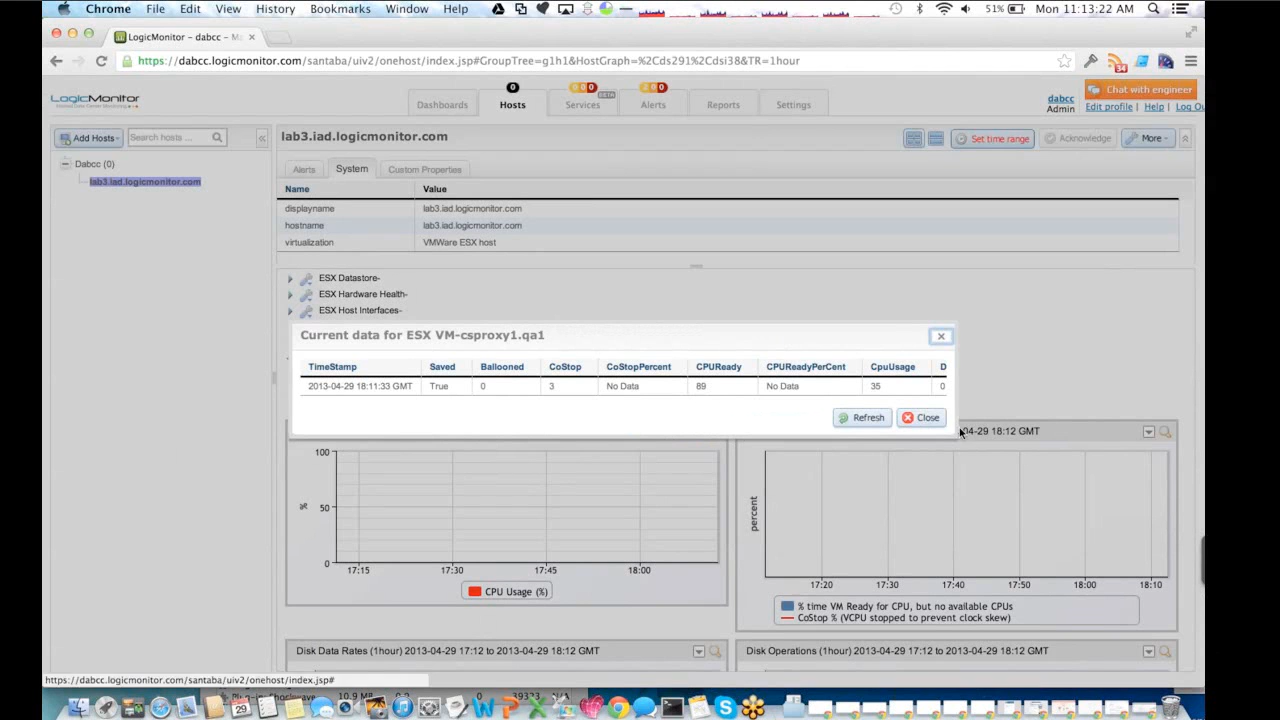 Chrome File Edit View History Bookmarks Window Help 51% Mon 11:13:22 AM
LogicMonitor – dabcc – M
https://dabcc.logicmonitor.com/santaba/uiv2/onehost/index.jsp#GroupTree=g1h1&HostGraph=%2Cds291%2Cdsi38&TR=1hour
34
LogicMonitor
Dashboards
0
Hosts
0 0 0
Services
BETA
Alerts
Reports
Settings
Chat with engineer
dabcc
Admin
Edit profile | Help | Log Ou
Add Hosts
Search hosts ...
lab3.iad.logicmonitor.com
Set time range
Acknowledge
More
Dabcc (0)
lab3.iad.logicmonitor.com
Alerts System Custom Properties
Name Value
displayname lab3.iad.logicmonitor.com
hostname lab3.iad.logicmonitor.com
virtualization VMWare ESX host
ESX Datastore-
ESX Hardware Health-
ESX Host Interfaces-
Current data for ESX VM-csproxy1.qa1
TimeStamp Saved Ballooned CoStop CoStopPercent CPUReady CPUReadyPerCent CpuUsage D
2013-04-29 18:11:33 GMT True 0 3 No Data 89 No Data 35 0
Refresh Close
04-29 18:12 GMT
100
50
0
%
17:15 17:30 17:45 18:00
CPU Usage (%)
percent
17:20 17:30 17:40 17:50 18:00 18:10
% time VM Ready for CPU, but no available CPUs
CoStop % (VCPU stopped to prevent clock skew)
Disk Data Rates (1hour) 2013-04-29 17:12 to 2013-04-29 18:12 GMT
Disk Operations (1hour) 2013-04-29 17:12 to 2013-04-29 18:12 GMT
https://dabcc.logicmonitor.com/santaba/uiv2/onehost/index.jsp#